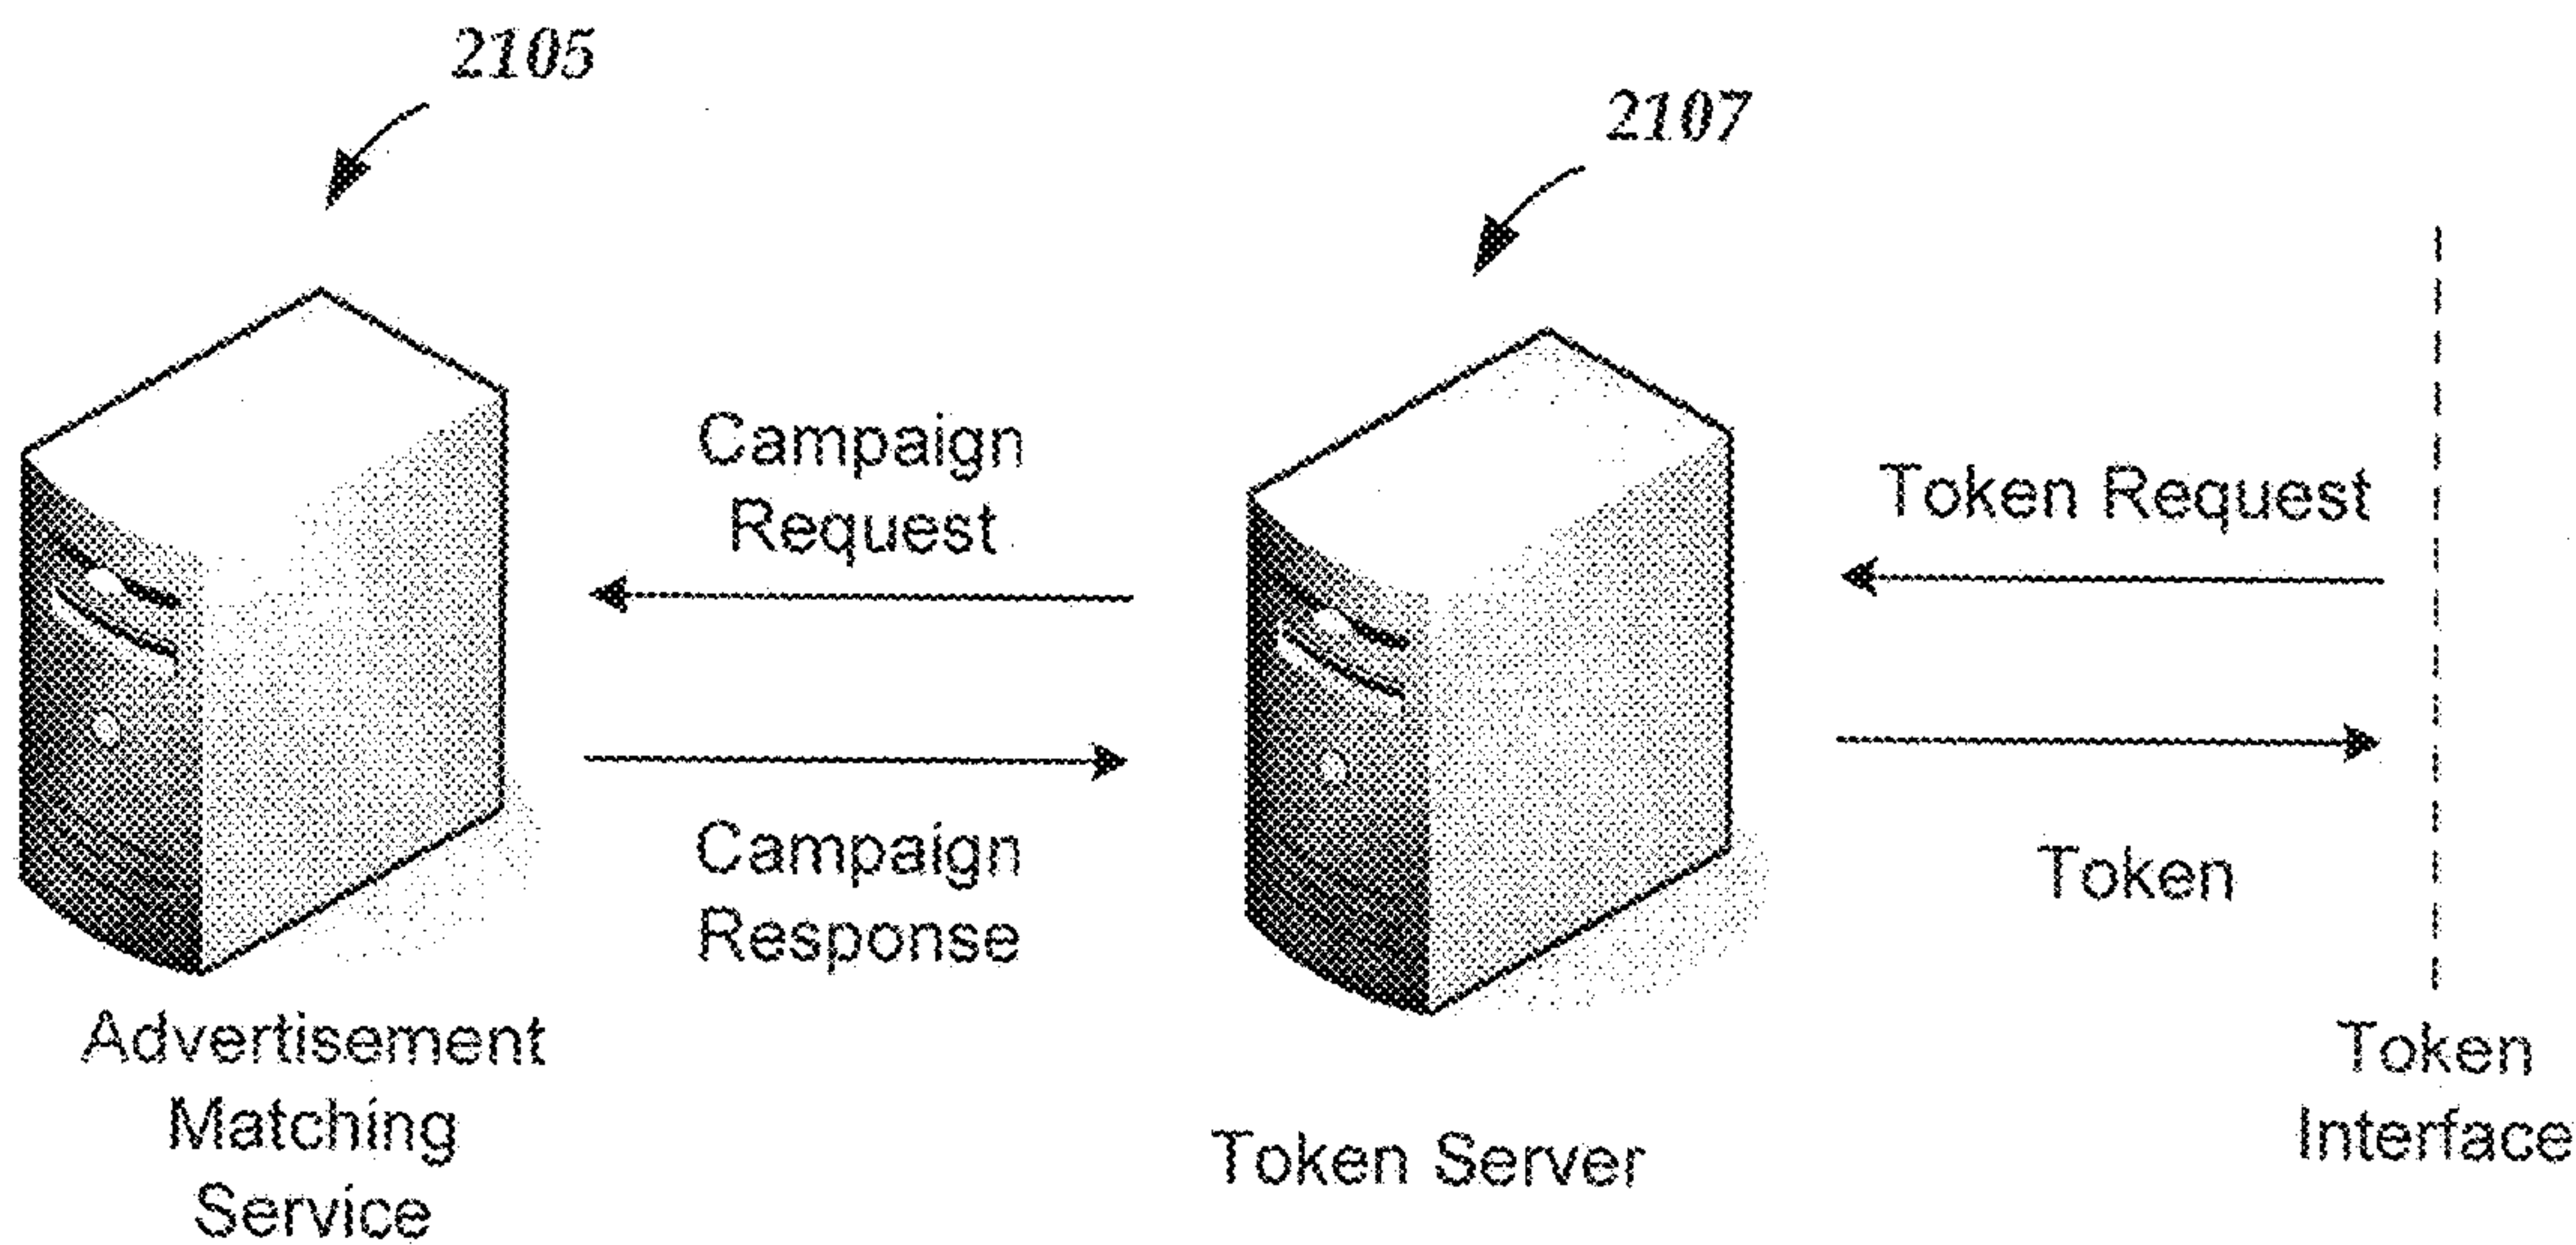 2105
2107
Campaign
Request
Token Request
Campaign
Response
Token
Advertisement
Matching
Service
Token Server
Token
Interface